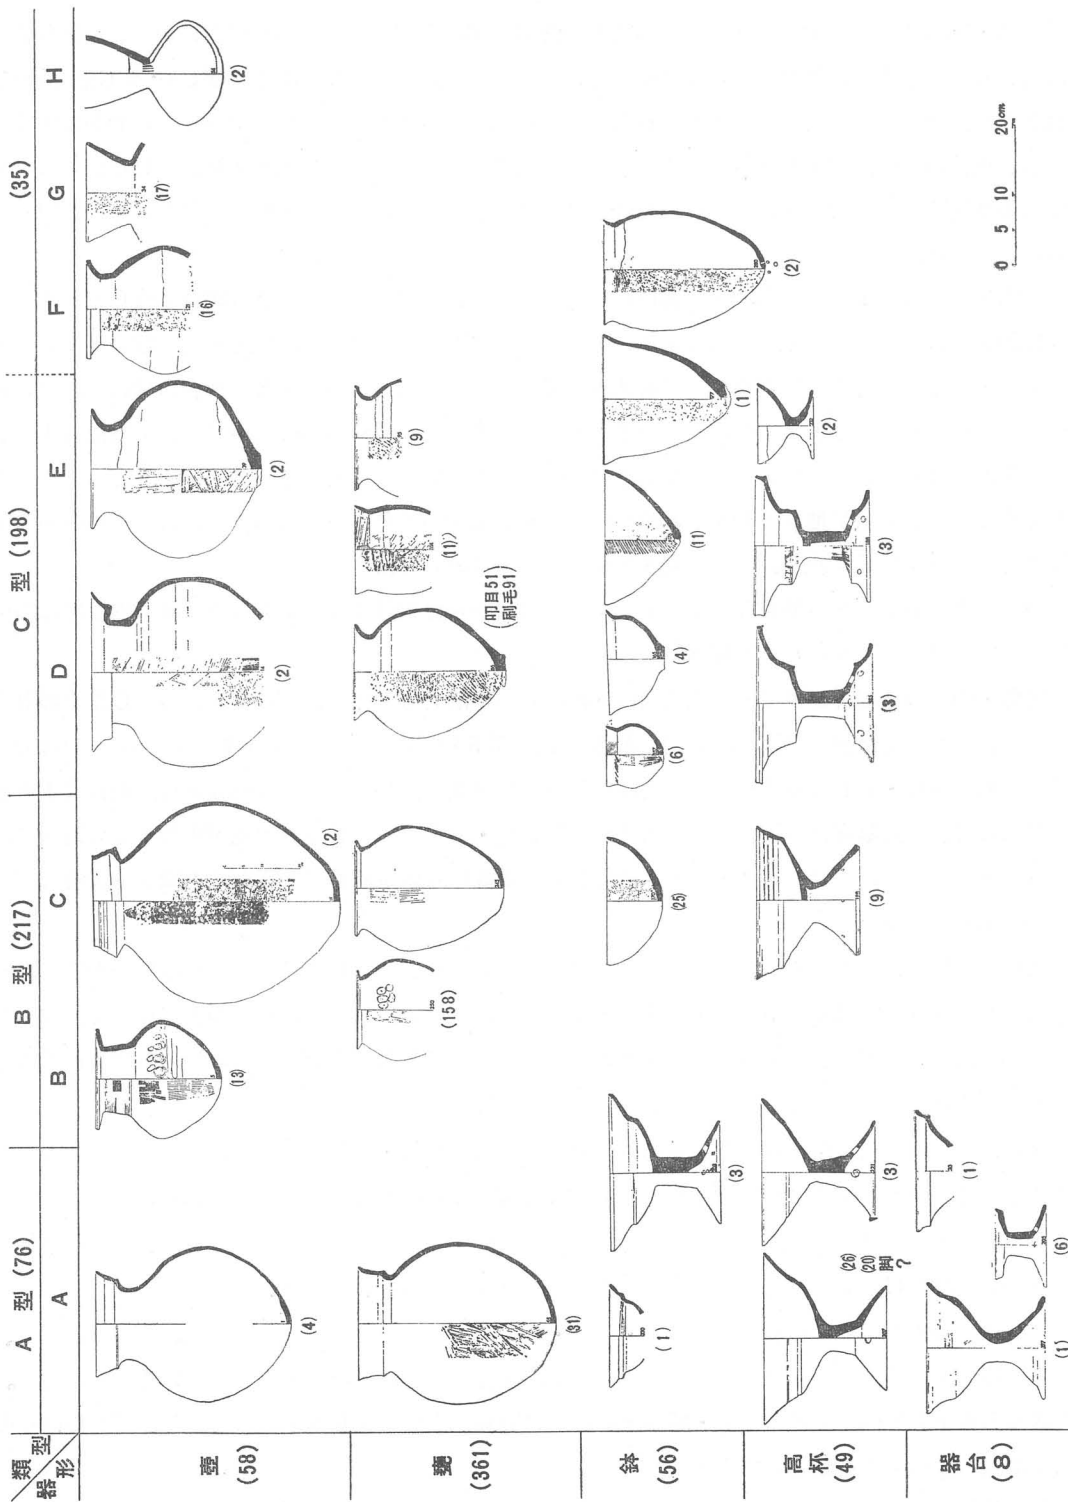 類型
器形
A 型 (76)
B 型 (217)
C 型 (198)
(35)
A
B
C
D
E
F
G
H
壺
(58)
(4)
(13)
(2)
(2)
(2)
(16)
(17)
(2)
甕
(361)
(31)
(158)
(叩目51
刷毛91)
(11)
(9)
鉢
(56)
(1)
(3)
(25)
(6)
(4)
(11)
(1)
(2)
高杯
(49)
(26)
(20)
脚
?
(3)
(9)
(3)
(3)
(2)
器台
(8)
(1)
(6)
(1)
0 5 10 20cm